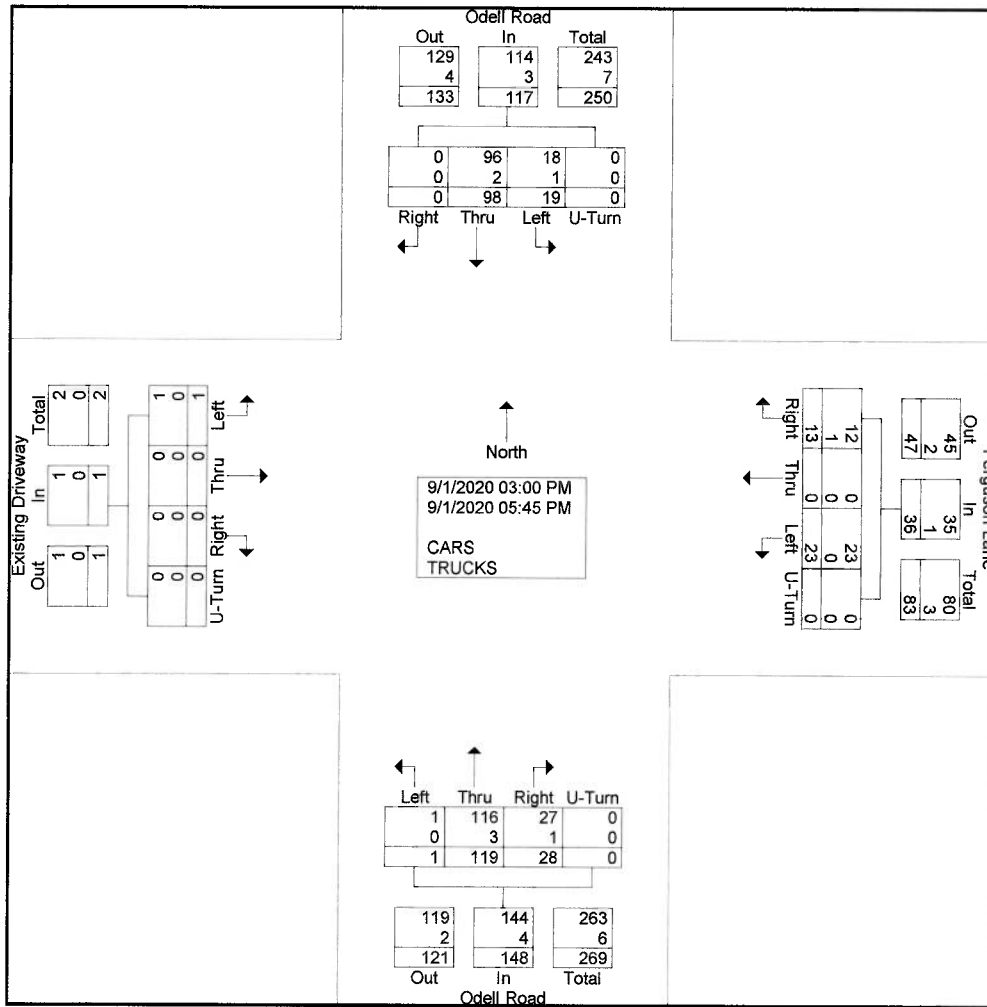 Odell Road
Out In Total
129 114 243
4 3 7
133 117 250
0 96 18 0
0 2 1 0
0 98 19 0
Right Thru Left U-Turn
Existing Driveway
Out In Total
1 1 2
0 0 0
1 1 2
U-Turn Right Thru Left
0 0 0 1
0 0 0 0
0 0 0 1
North
9/1/2020 03:00 PM
9/1/2020 05:45 PM
CARS
TRUCKS
Out In Total
45 35 80
2 1 3
47 36 83
12 0 23 0
1 0 0 0
13 0 23 0
Right Thru Left U-Turn
Left Thru Right U-Turn
1 116 27 0
0 3 1 0
1 119 28 0
119 144 263
2 4 6
121 148 269
Out In Total
Odell Road